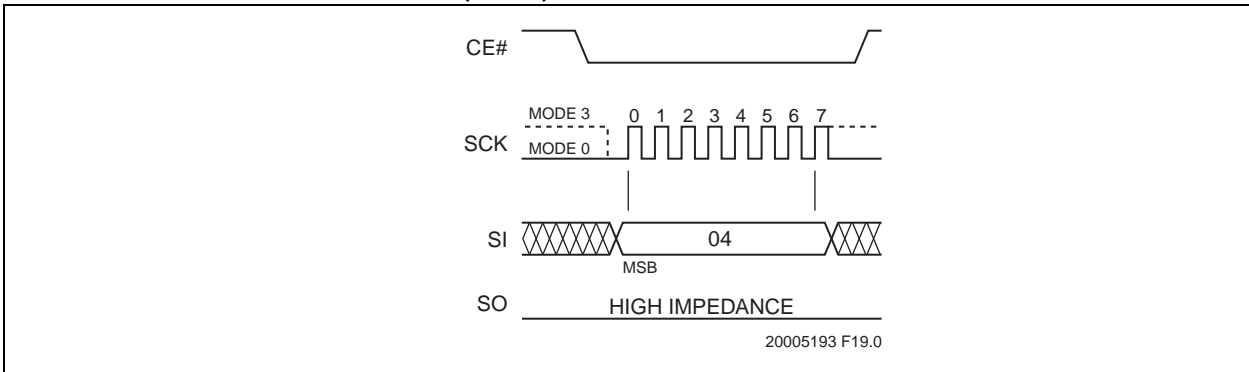 CE#
MODE 3
0 1 2 3 4 5 6 7
SCK
MODE 0
SI
04
MSB
SO
HIGH IMPEDANCE
20005193 F19.0